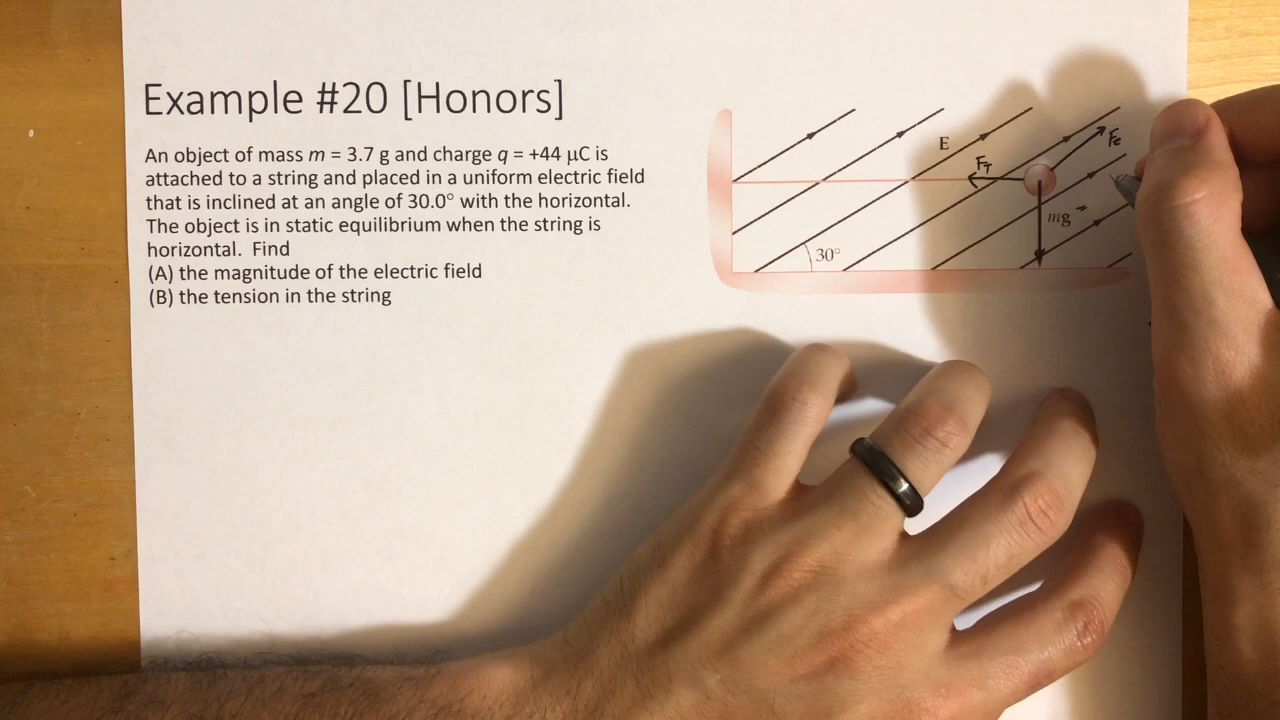 Example #20 [Honors]
An object of mass m = 3.7 g and charge q = +44 μC is
attached to a string and placed in a uniform electric field
that is inclined at an angle of 30.0° with the horizontal.
The object is in static equilibrium when the string is
horizontal.  Find
(A) the magnitude of the electric field
(B) the tension in the string
E
FT
Fe
mg
30°